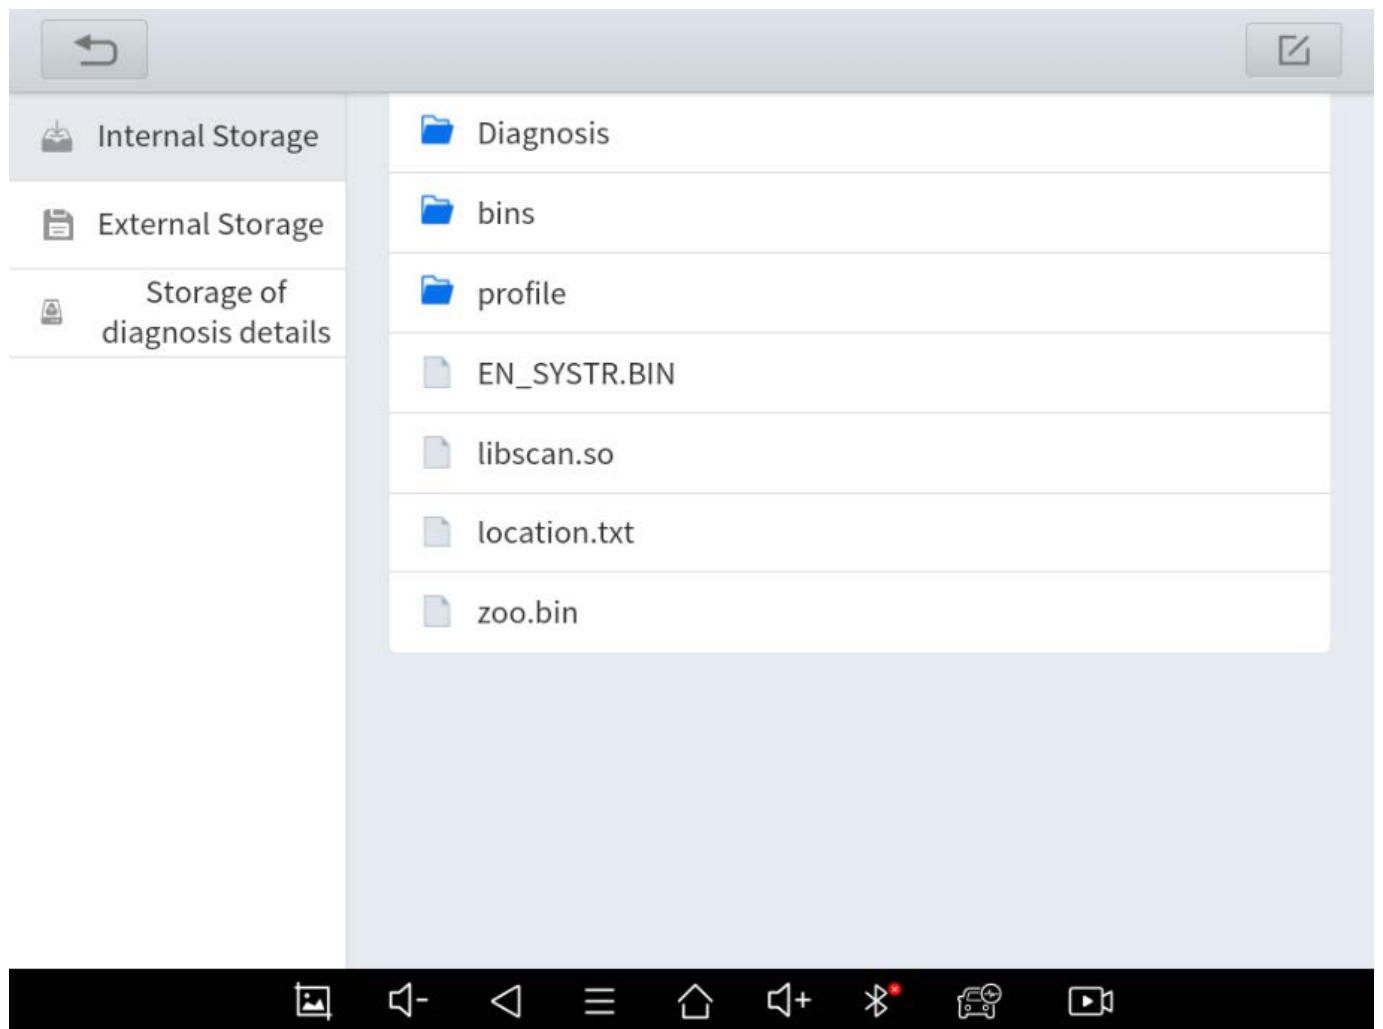 Internal Storage
External Storage
Storage of
diagnosis details
Diagnosis
bins
profile
EN_SYSTR.BIN
libscan.so
location.txt
zoo.bin